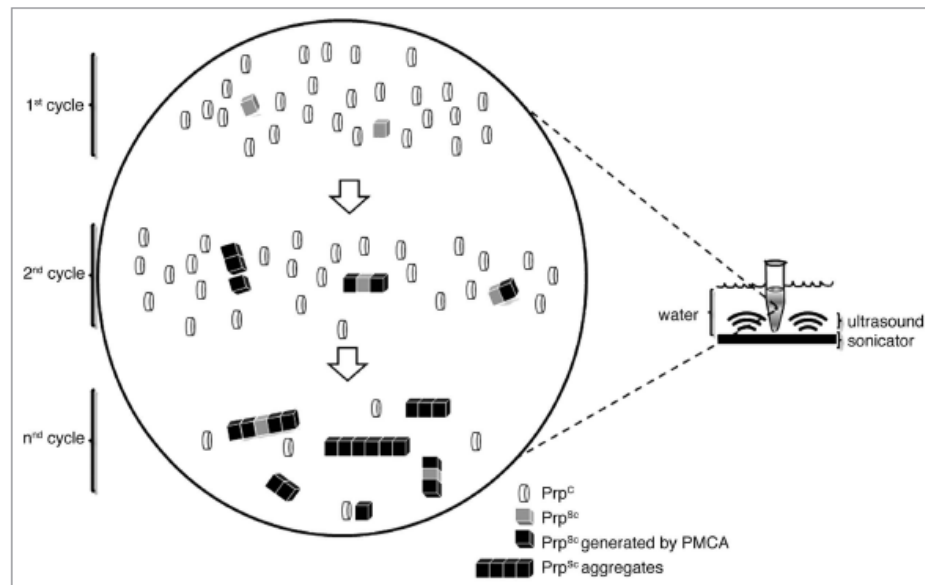 1st cycle
2nd cycle
nnd cycle
water
ultrasound
sonicator
PrpC
PrpSc
PrpSc generated by PMCA
PrpSc aggregates